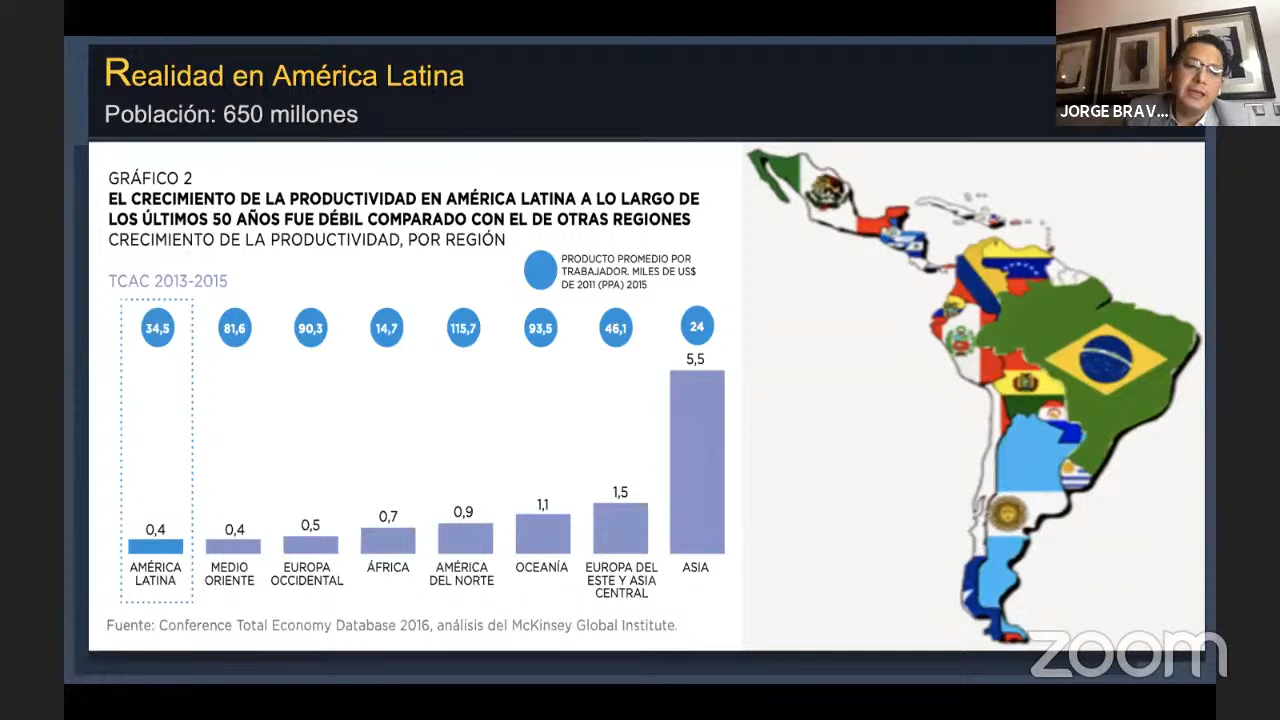 Realidad en América Latina
Población: 650 millones
JORGE BRAV...
GRÁFICO 2
EL CRECIMIENTO DE LA PRODUCTIVIDAD EN AMÉRICA LATINA A LO LARGO DE
LOS ÚLTIMOS 50 AÑOS FUE DÉBIL COMPARADO CON EL DE OTRAS REGIONES
CRECIMIENTO DE LA PRODUCTIVIDAD, POR REGIÓN
PRODUCTO PROMEDIO POR
TRABAJADOR. MILES DE US$
DE 2011 (PPA) 2015
TCAC 2013-2015
34,5 81,6 90,3 14,7 115,7 93,5 46,1 24
0,4 0,4 0,5 0,7 0,9 1,1 1,5 5,5
AMÉRICA MEDIO EUROPA ÁFRICA AMÉRICA OCEANÍA EUROPA DEL ASIA
LATINA ORIENTE OCCIDENTAL DEL NORTE ESTE Y ASIA
CENTRAL
Fuente: Conference Total Economy Database 2016, análisis del McKinsey Global Institute.
zoom